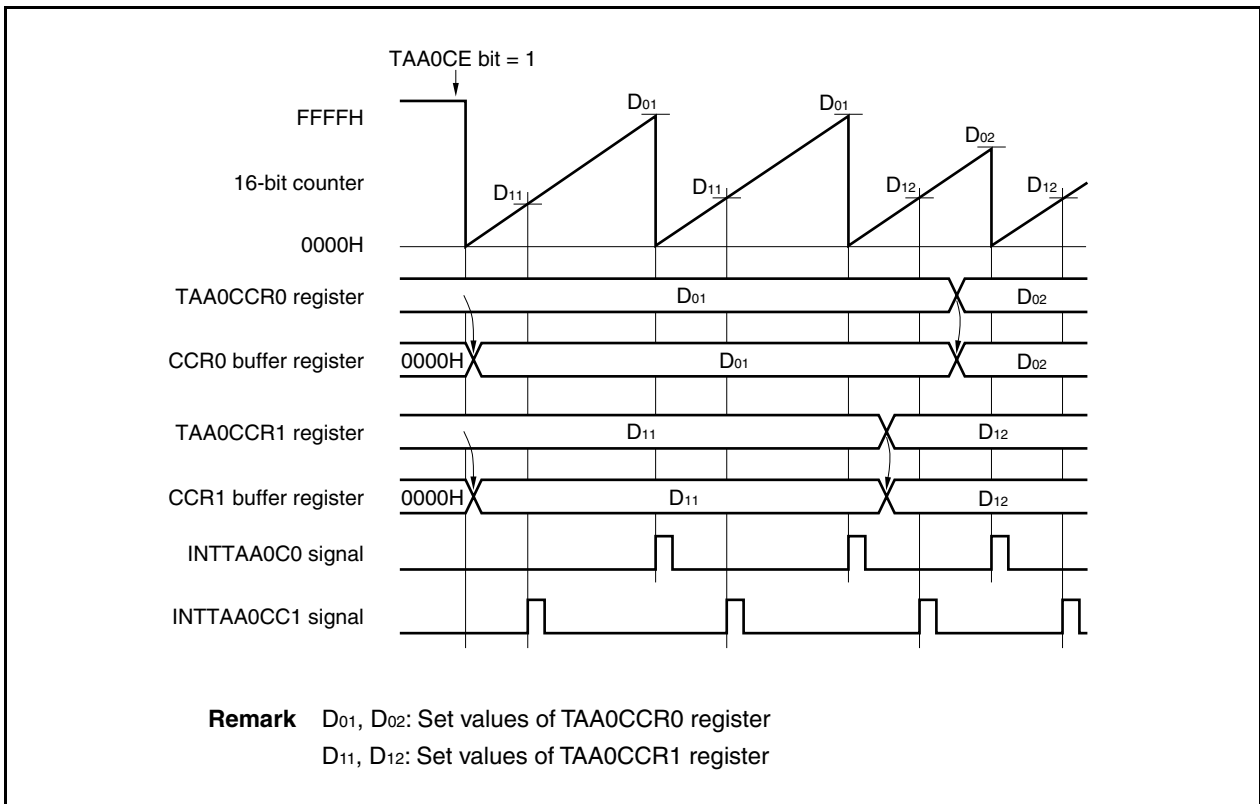 TAA0CE bit = 1
D01 D01
FFFFH
D02
16-bit counter
D11 D11 D12 D12
0000H
TAA0CCR0 register D01 D02
CCR0 buffer register 0000H D01 D02
TAA0CCR1 register D11 D12
CCR1 buffer register 0000H D11 D12
INTTAA0C0 signal
INTTAA0CC1 signal
Remark D01, D02: Set values of TAA0CCR0 register
D11, D12: Set values of TAA0CCR1 register